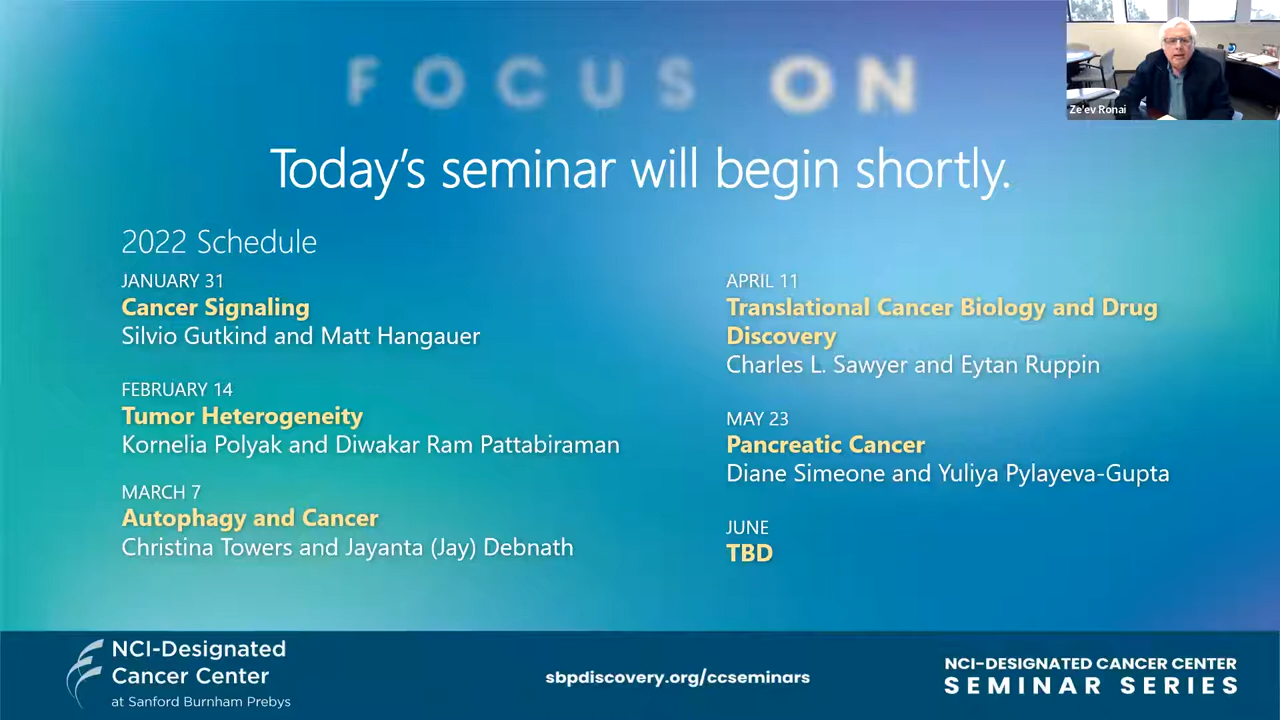 FOCUS ON
Ze'ev Ronai
Today's seminar will begin shortly.
2022 Schedule
JANUARY 31
Cancer Signaling
Silvio Gutkind and Matt Hangauer
FEBRUARY 14
Tumor Heterogeneity
Kornelia Polyak and Diwakar Ram Pattabiraman
MARCH 7
Autophagy and Cancer
Christina Towers and Jayanta (Jay) Debnath
APRIL 11
Translational Cancer Biology and Drug
Discovery
Charles L. Sawyer and Eytan Ruppin
MAY 23
Pancreatic Cancer
Diane Simeone and Yuliya Pylayeva-Gupta
JUNE
TBD
NCI-Designated
Cancer Center
at Sanford Burnham Prebys
sbpdiscovery.org/ccseminars
NCI-DESIGNATED CANCER CENTER
SEMINAR SERIES